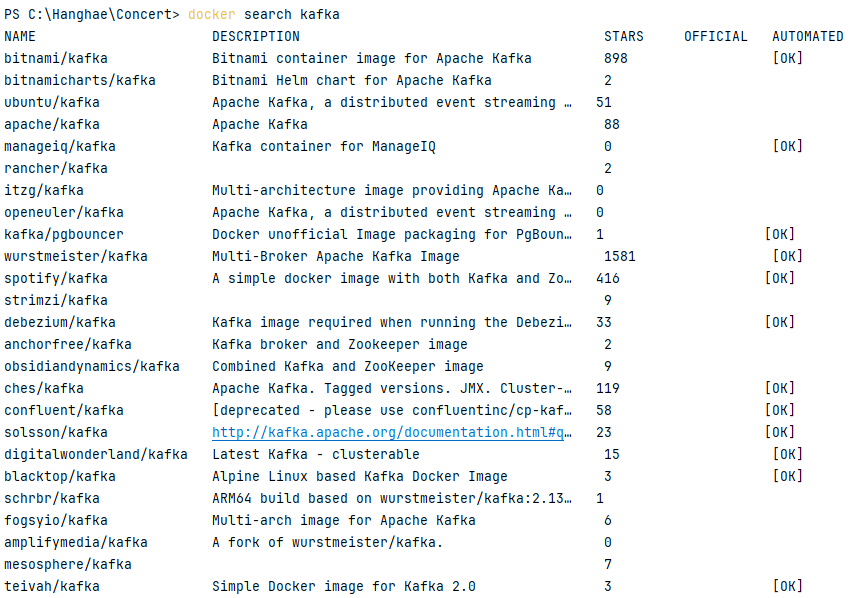 PS C:\Hanghae\Concert> docker search kafka
NAME DESCRIPTION STARS OFFICIAL AUTOMATED
bitnami/kafka Bitnami container image for Apache Kafka 898 [OK]
bitnamicharts/kafka Bitnami Helm chart for Apache Kafka 2
ubuntu/kafka Apache Kafka, a distributed event streaming … 51
apache/kafka Apache Kafka 88
manageiq/kafka Kafka container for ManageIQ 0 [OK]
rancher/kafka 2
itzg/kafka Multi-architecture image providing Apache Ka… 0
openeuler/kafka Apache Kafka, a distributed event streaming … 0
kafka/pgbouncer Docker unofficial Image packaging for PgBoun… 1 [OK]
wurstmeister/kafka Multi-Broker Apache Kafka Image 1581 [OK]
spotify/kafka A simple docker image with both Kafka and Zo… 416 [OK]
strimzi/kafka 9
debezium/kafka Kafka image required when running the Debezi… 33 [OK]
anchorfree/kafka Kafka broker and Zookeeper image 2
obsidiandynamics/kafka Combined Kafka and ZooKeeper image 9
ches/kafka Apache Kafka. Tagged versions. JMX. Cluster-… 119 [OK]
confluent/kafka [deprecated - please use confluentinc/cp-kaf… 58 [OK]
solsson/kafka http://kafka.apache.org/documentation.html#q… 23 [OK]
digitalwonderland/kafka Latest Kafka - clusterable 15 [OK]
blacktop/kafka Alpine Linux based Kafka Docker Image 3 [OK]
schrbr/kafka ARM64 build based on wurstmeister/kafka:2.13… 1
fogsyio/kafka Multi-arch image for Apache Kafka 6
amplifymedia/kafka A fork of wurstmeister/kafka. 0
mesosphere/kafka 7
teivah/kafka Simple Docker image for Kafka 2.0 3 [OK]